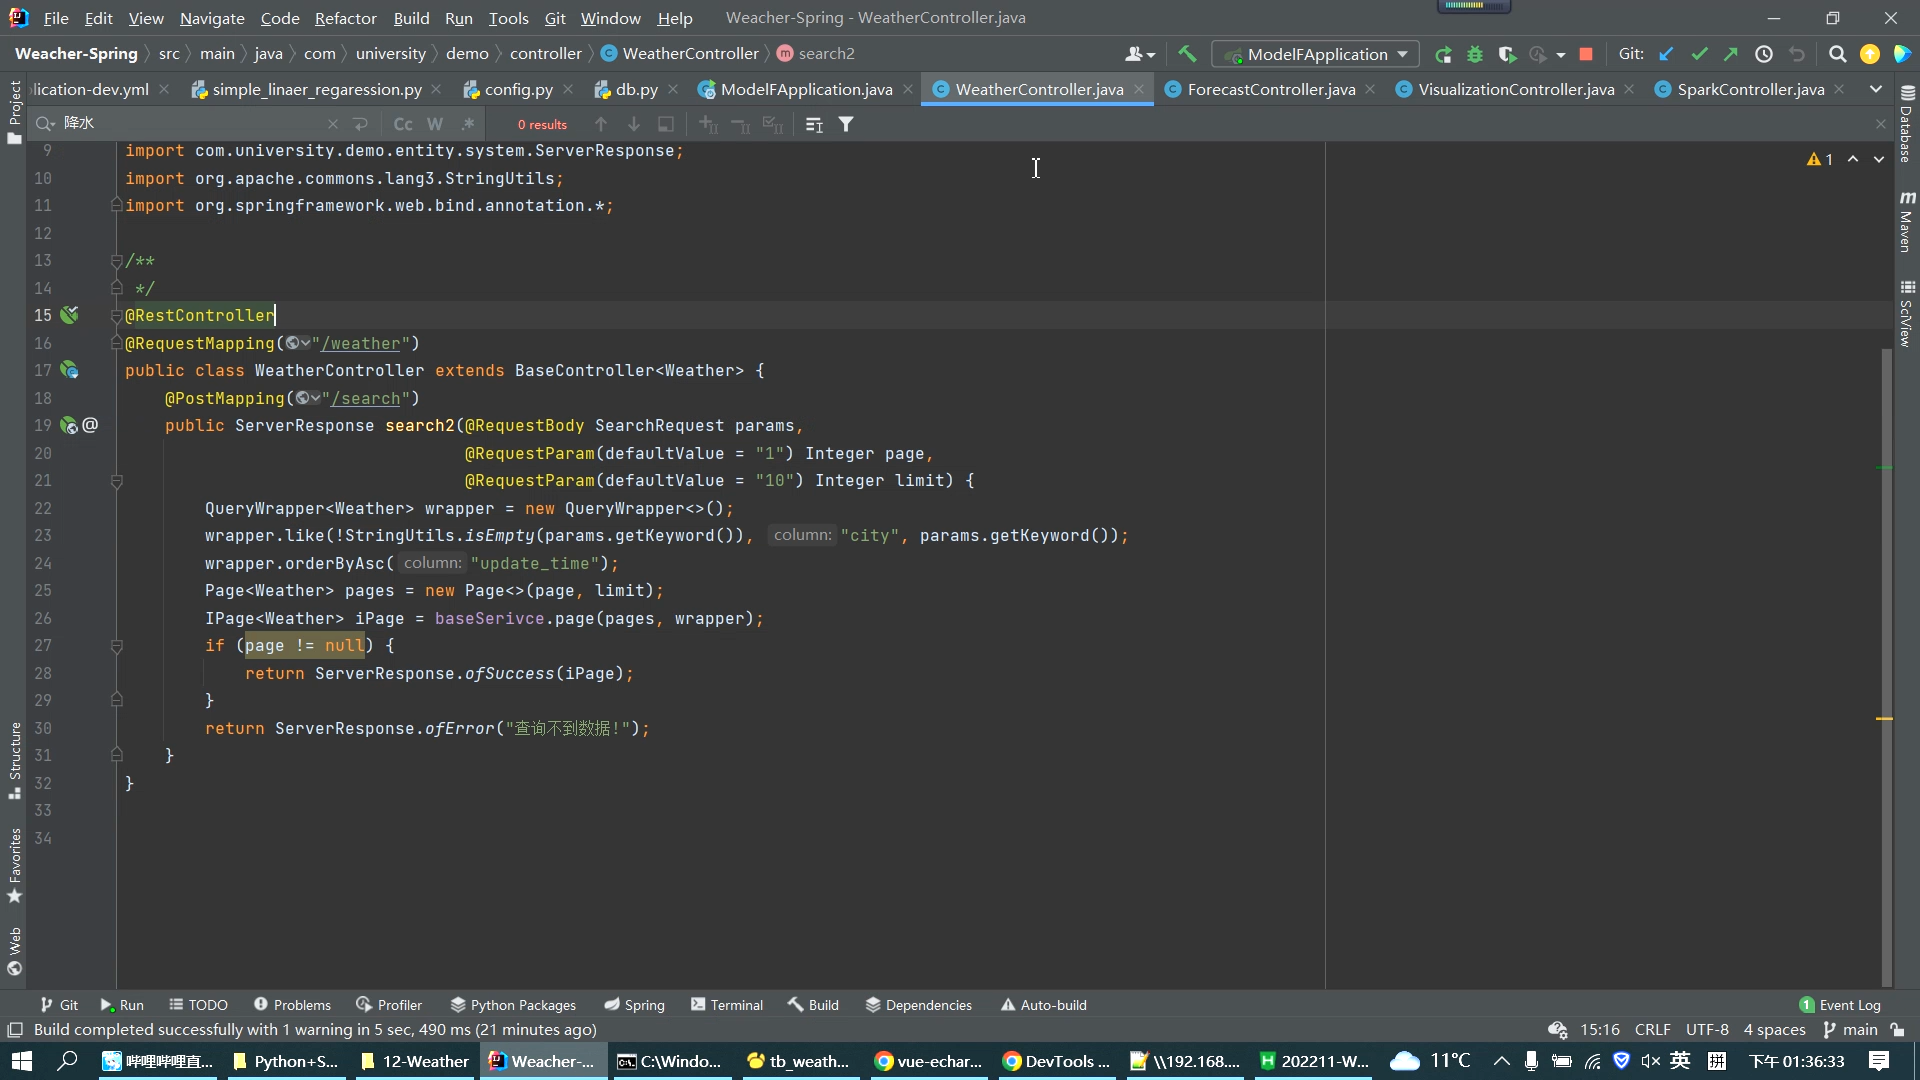 File Edit View Navigate Code Refactor Build Run Tools Git Window Help Weacher-Spring - WeatherController.java
Weacher-Spring src main java com university demo controller WeatherController search2 ModelFApplication Git:
lication-dev.yml simple_linaer_regaression.py config.py db.py ModelFApplication.java WeatherController.java ForecastController.java VisualizationController.java SparkController.java
降水 Cc W .* 0 results
9 import com.university.demo.entity.system.ServerResponse;
1
10 import org.apache.commons.lang3.StringUtils;
11 import org.springframework.web.bind.annotation.*;
12
13 /**
14 */
15 @RestController
16 @RequestMapping("/weather")
17 public class WeatherController extends BaseController<Weather> {
18 @PostMapping("/search")
19 @ public ServerResponse search2(@RequestBody SearchRequest params,
20 @RequestParam(defaultValue = "1") Integer page,
21 @RequestParam(defaultValue = "10") Integer limit) {
22 QueryWrapper<Weather> wrapper = new QueryWrapper<>();
23 wrapper.like(!StringUtils.isEmpty(params.getKeyword()), column: "city", params.getKeyword());
24 wrapper.orderByAsc( column: "update_time");
25 Page<Weather> pages = new Page<>(page, limit);
26 IPage<Weather> iPage = baseSerivce.page(pages, wrapper);
27 if (page != null) {
28 return ServerResponse.ofSuccess(iPage);
29 }
30 return ServerResponse.ofError("查询不到数据!");
31 }
32 }
33
34
Project
Structure
Favorites
Web
Database
m Maven
SciView
Git Run TODO Problems Profiler Python Packages Spring Terminal Build Dependencies Auto-build 1 Event Log
Build completed successfully with 1 warning in 5 sec, 490 ms (21 minutes ago) 15:16 CRLF UTF-8 4 spaces main
哔哩哔哩直... Python+S... 12-Weather Weacher-... C:\Windo... tb_weath... vue-echar... DevTools ... \\192.168.... 202211-W... 11°C 英 拼 下午 01:36:33